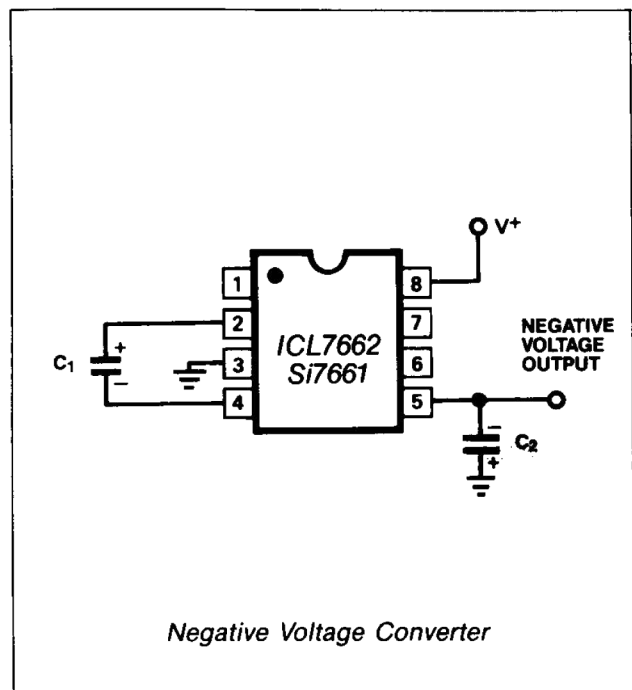 V+
1
8
2
7
NEGATIVE
VOLTAGE
OUTPUT
+
C1
−
ICL7662
Si7661
3
6
4
5
−
C2
+
Negative Voltage Converter